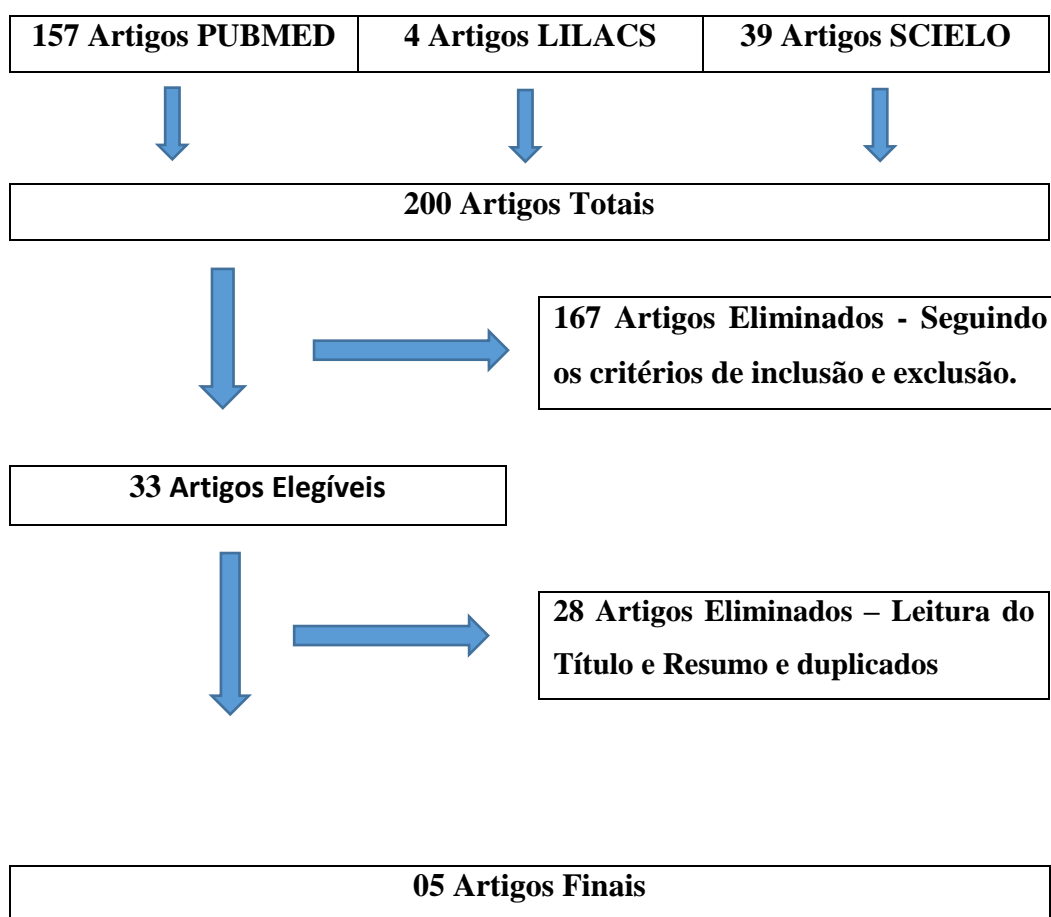 157 Artigos PUBMED
4 Artigos LILACS
39 Artigos SCIELO
200 Artigos Totais
167 Artigos Eliminados - Seguindo
os critérios de inclusão e exclusão.
33 Artigos Elegíveis
28 Artigos Eliminados – Leitura do
Título e Resumo e duplicados
05 Artigos Finais